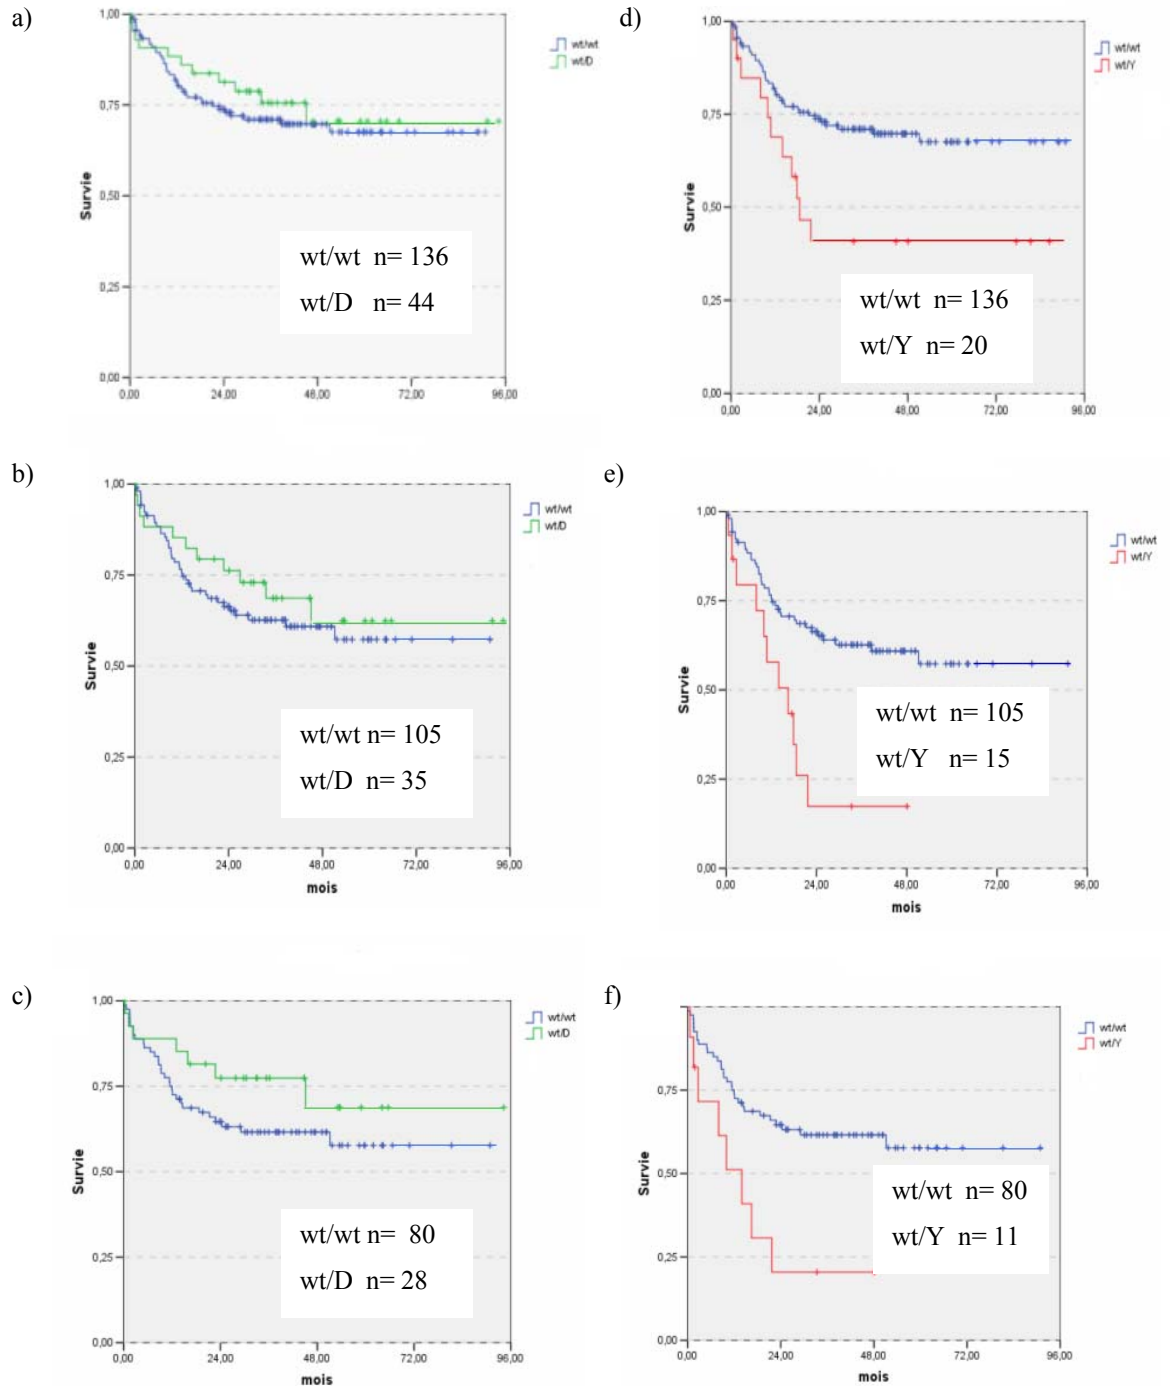 a)
1,00
0,75
0,50
0,25
0,00
Survie
0,00 24,00 48,00 72,00 96,00
wt/wt
wt/D
wt/wt n= 136
wt/D n= 44
d)
1,00
0,75
0,50
0,25
0,00
Survie
0,00 24,00 48,00 72,00 96,00
wt/wt
wt/Y
wt/wt n= 136
wt/Y n= 20
b)
1,00
0,75
0,50
0,25
0,00
Survie
0,00 24,00 48,00 72,00 96,00
mois
wt/wt
wt/D
wt/wt n= 105
wt/D n= 35
e)
1,00
0,75
0,50
0,25
0,00
Survie
0,00 24,00 48,00 72,00 96,00
mois
wt/wt
wt/Y
wt/wt n= 105
wt/Y n= 15
c)
1,00
0,75
0,50
0,25
0,00
Survie
0,00 24,00 48,00 72,00 96,00
mois
wt/wt
wt/D
wt/wt n= 80
wt/D n= 28
f)
0,75
0,50
0,25
0,00
Survie
0,00 24,00 48,00 72,00 96,00
mois
wt/wt
wt/Y
wt/wt n= 80
wt/Y n= 11